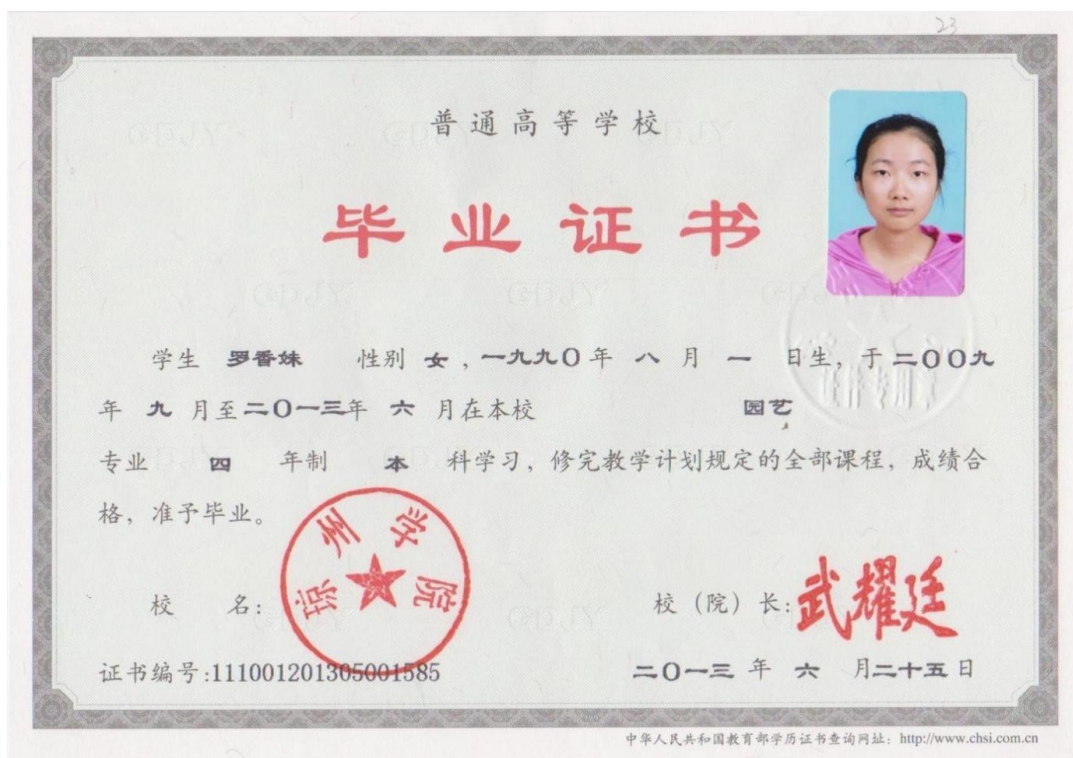 23
普通高等学校
毕业证书
学生 罗香妹 性别 女，一九九〇年 八 月 一 日生，于二〇〇九
年 九 月至二〇一三年 六 月在本校 园艺
专业 四 年制 本 科学习，修完教学计划规定的全部课程，成绩合
格，准予毕业。
琼州学院
校 名： 校（院）长：武耀廷
证书编号:111001201305001585 二〇一三 年 六 月二十五日
中华人民共和国教育部学历证书查询网址：http://www.chsi.com.cn